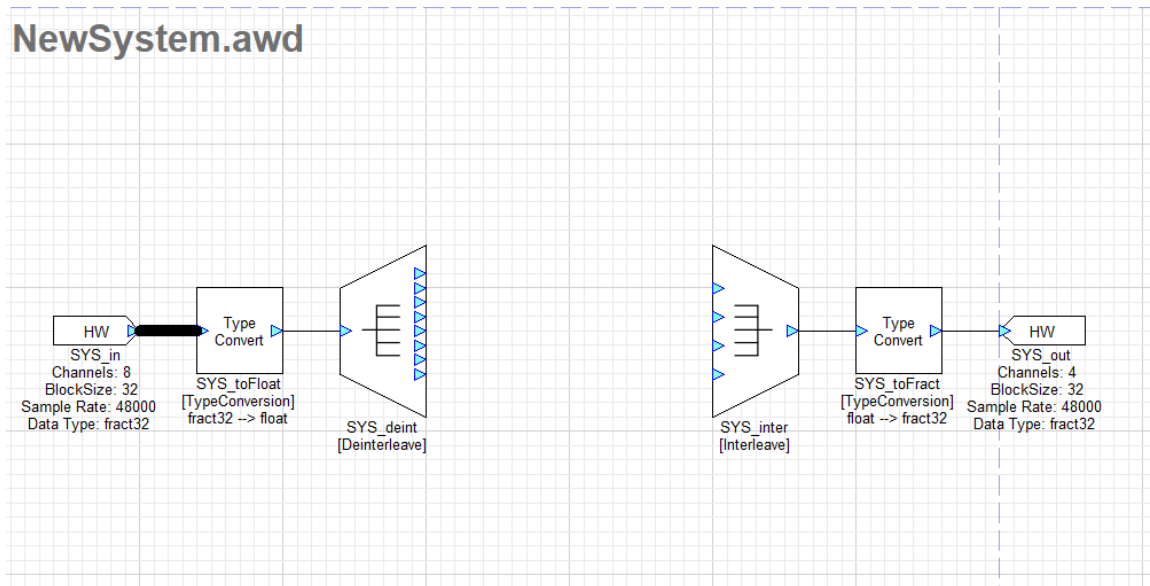 NewSystem.awd
HW
SYS_in
Channels: 8
BlockSize: 32
Sample Rate: 48000
Data Type: fract32
Type
Convert
SYS_toFloat
[TypeConversion]
fract32 --> float
SYS_deint
[Deinterleave]
SYS_inter
[Interleave]
Type
Convert
SYS_toFract
[TypeConversion]
float --> fract32
HW
SYS_out
Channels: 4
BlockSize: 32
Sample Rate: 48000
Data Type: fract32